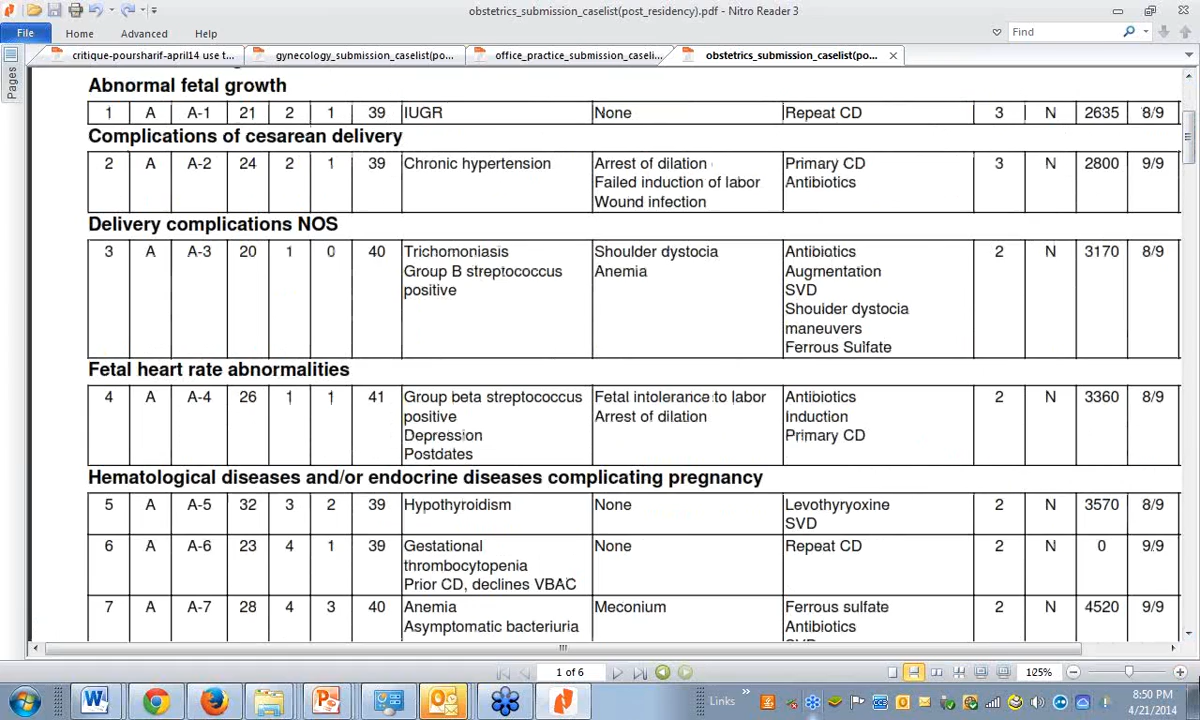 obstetrics_submission_caselist(post_residency).pdf - Nitro Reader 3
File Home Advanced Help Find
critique-poursharif-april14 use t... gynecology_submission_caselist(po... office_practice_submission_caseli... obstetrics_submission_caselist(po...
Pages
Abnormal fetal growth
1 A A-1 21 2 1 39 IUGR None Repeat CD 3 N 2635 8/9
Complications of cesarean delivery
2 A A-2 24 2 1 39 Chronic hypertension Arrest of dilation Primary CD 3 N 2800 9/9
Failed induction of labor Antibiotics
Wound infection
Delivery complications NOS
3 A A-3 20 1 0 40 Trichomoniasis Shoulder dystocia Antibiotics 2 N 3170 8/9
Group B streptococcus Anemia Augmentation
positive SVD
Shouider dystocia
maneuvers
Ferrous Sulfate
Fetal heart rate abnormalities
4 A A-4 26 1 1 41 Group beta streptococcus Fetal intolerance to labor Antibiotics 2 N 3360 8/9
positive Arrest of dilation Induction
Depression Primary CD
Postdates
Hematological diseases and/or endocrine diseases complicating pregnancy
5 A A-5 32 3 2 39 Hypothyroidism None Levothyryoxine 2 N 3570 8/9
SVD
6 A A-6 23 4 1 39 Gestational None Repeat CD 2 N 0 9/9
thrombocytopenia
Prior CD, declines VBAC
7 A A-7 28 4 3 40 Anemia Meconium Ferrous sulfate 2 N 4520 9/9
Asymptomatic bacteriuria Antibiotics
1 of 6 125%
Links 8:50 PM
4/21/2014